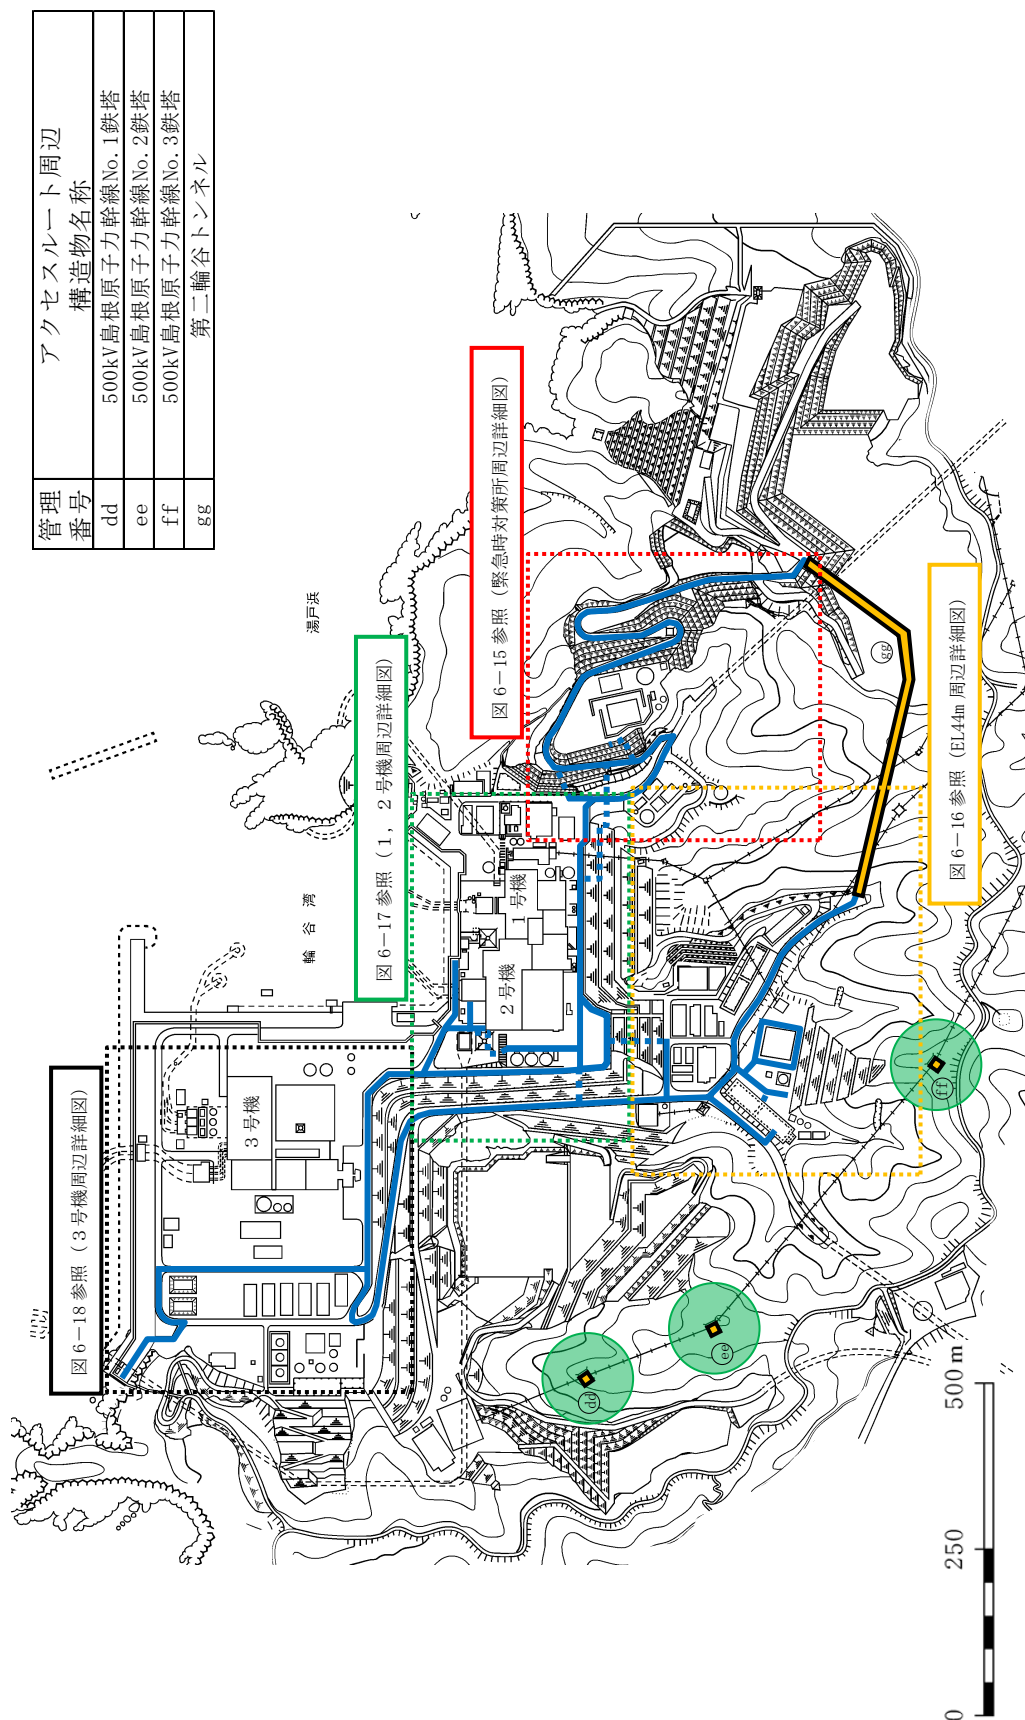 図6-18参照（3号機周辺詳細図）
図6-17参照（1，2号機周辺詳細図）
図6-15参照（緊急時対策所周辺詳細図）
図6-16参照（EL44m周辺詳細図）
管理番号
アクセスルート周辺
構造物名称
dd
500kV島根原子力幹線No.1鉄塔
ee
500kV島根原子力幹線No.2鉄塔
ff
500kV島根原子力幹線No.3鉄塔
gg
第二輪谷トンネル
輪谷湾
湯戸浜
3号機
2号機
1号機
dd
ee
ff
gg
0
250
500m